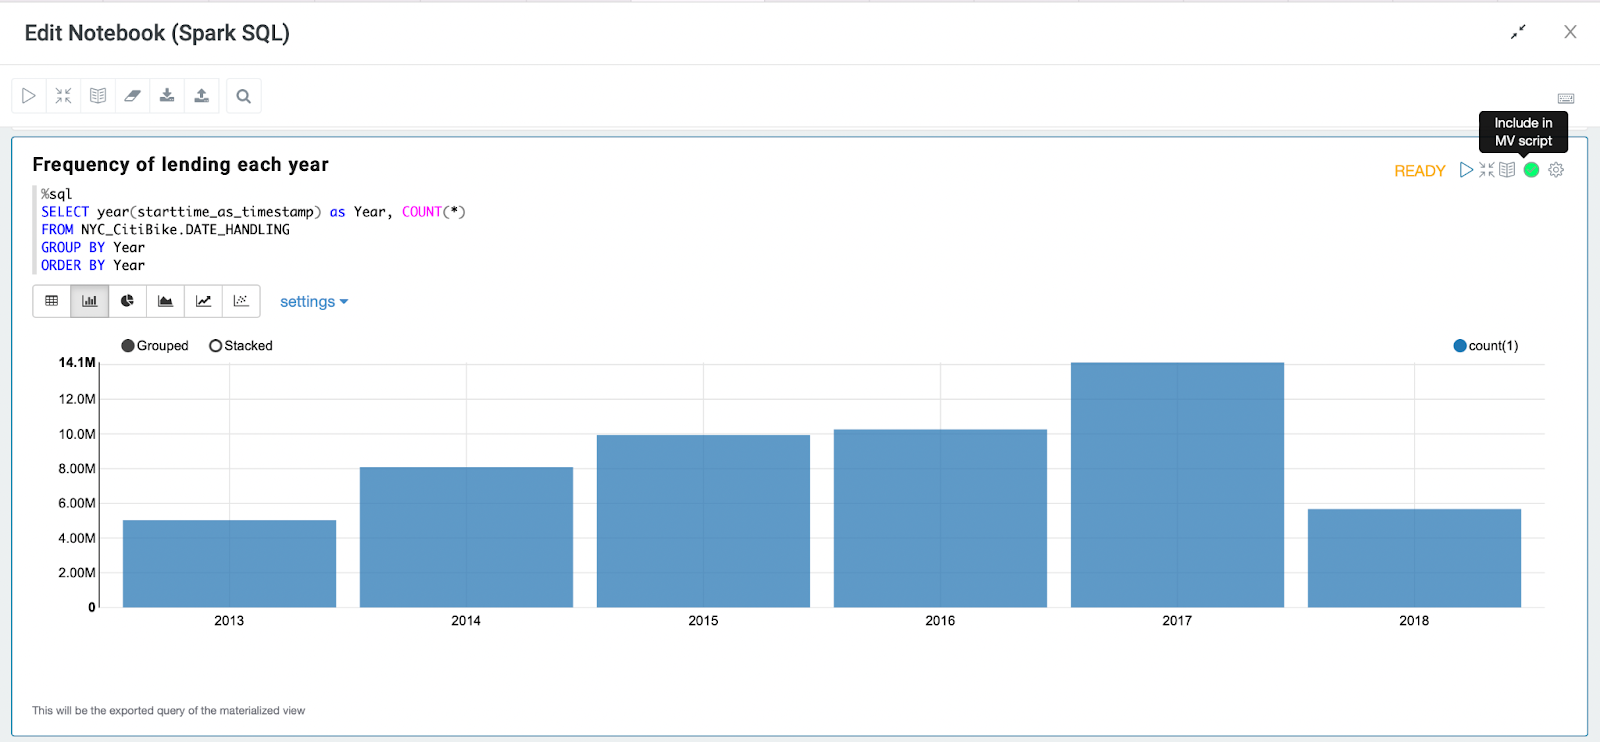 Edit Notebook (Spark SQL)
Include in
MV script
Frequency of lending each year
READY
%sql
SELECT year(starttime_as_timestamp) as Year, COUNT(*)
FROM NYC_CitiBike.DATE_HANDLING
GROUP BY Year
ORDER BY Year
settings
Grouped Stacked count(1)
14.1M
12.0M
10.0M
8.00M
6.00M
4.00M
2.00M
0
2013 2014 2015 2016 2017 2018
This will be the exported query of the materialized view